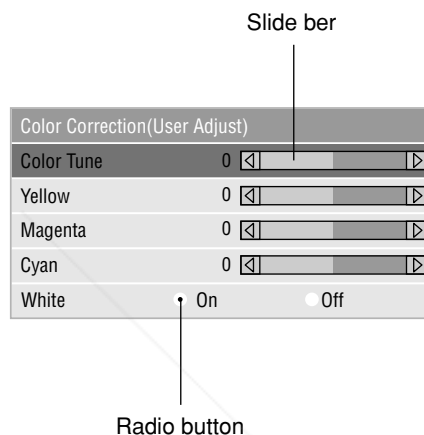 Slide ber
Color Correction(User Adjust)
Color Tune 0
Yellow 0
Magenta 0
Cyan 0
White On Off
Radio button